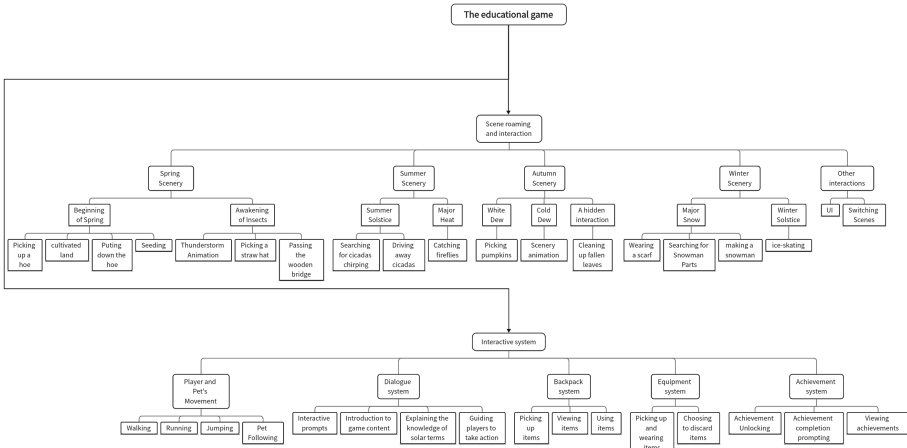 The educational game
Scene roaming
and interaction
Spring
Scenery
Summer
Scenery
Autumn
Scenery
Winter
Scenery
Other
interactions
Beginning
of Spring
Awakening
of Insects
Summer
Solstice
Major
Heat
White
Dew
Cold
Dew
A hidden
interaction
Major
Snow
Winter
Solstice
UI
Switching
Scenes
Picking
up a
hoe
cultivated
land
Puting
down the
hoe
Seeding
Thunderstorm
Animation
Picking a
straw hat
Passing
the
wooden
bridge
Searching
for cicadas
chirping
Driving
away
cicadas
Catching
fireflies
Picking
pumpkins
Scenery
animation
Cleaning
up fallen
leaves
Wearing
a scarf
Searching for
Snowman
Parts
making a
snowman
ice-skating
Interactive system
Player and
Pet's
Movement
Dialogue
system
Backpack
system
Equipment
system
Achievement
system
Walking
Running
Jumping
Pet
Following
Interactive
prompts
Introducion to
game content
Explaining the
knowledge of
solar terms
Guiding
players to
take action
Picking
up
items
Viewing
items
Using
items
Picking up
and
wearing
items
Choosing
to discard
items
Achievement
Unlocking
Achievement
completion
prompting
Viewing
achievements